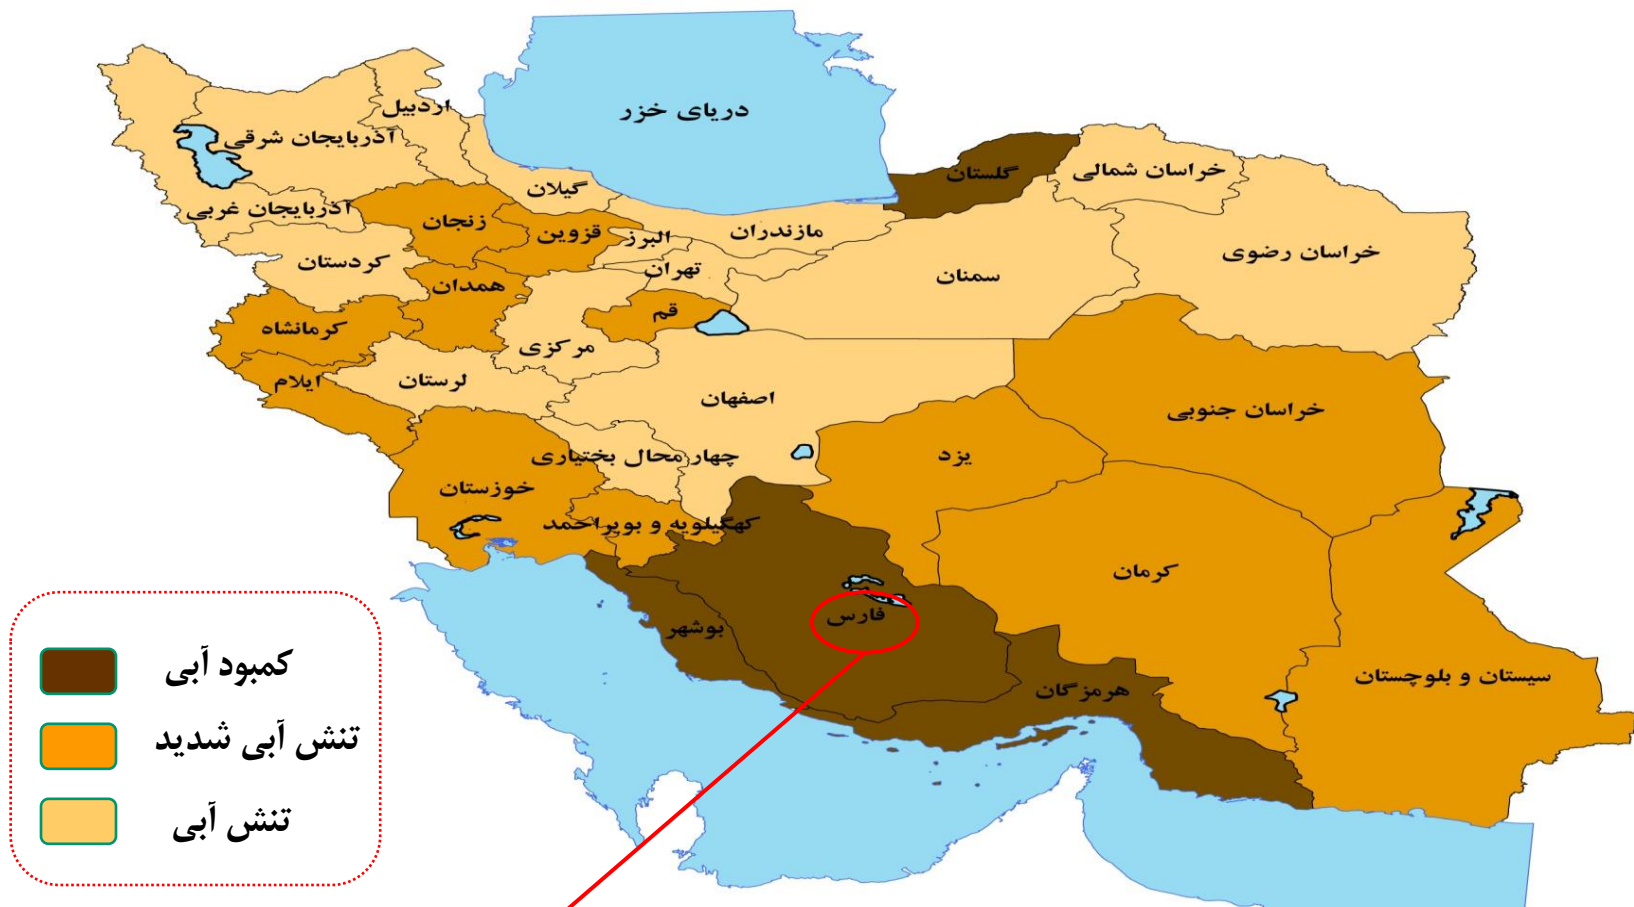 دریای خزر
اردبیل
آذربایجان شرقی
گیلان
گلستان
خراسان شمالی
آذربایجان غربی
زنجان
قزوین
البرز
مازندران
خراسان رضوی
کردستان
تهران
سمنان
همدان
قم
کرمانشاه
مرکزی
ایلام
لرستان
اصفهان
خراسان جنوبی
چهار محال بختیاری
یزد
خوزستان
کهگیلویه و بویراحمد
کرمان
فارس
بوشهر
هرمزگان
سیستان و بلوچستان
کمبود آبی
تنش آبی شدید
تنش آبی